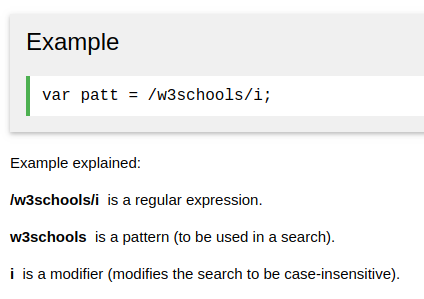 Example
var patt = /w3schools/i;
Example explained:
/w3schools/i is a regular expression.
w3schools is a pattern (to be used in a search).
i is a modifier (modifies the search to be case-insensitive).